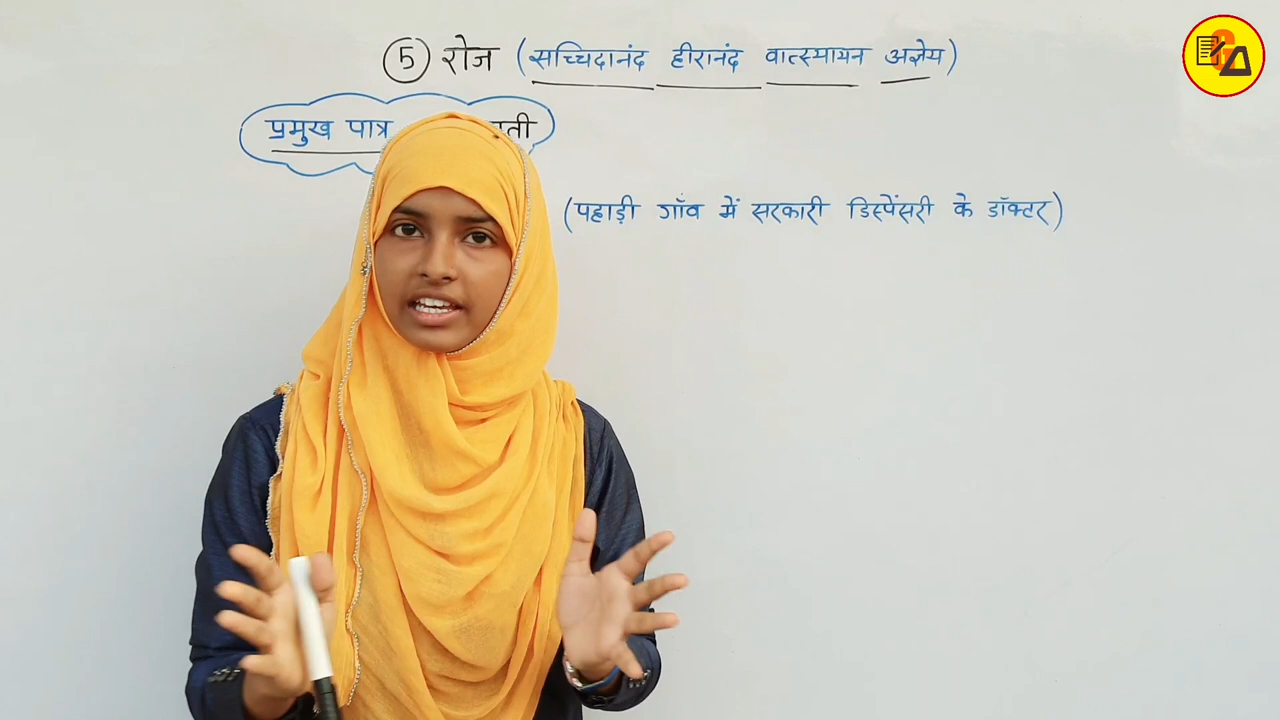 5 रोज (सच्चिदानंद हीरानंद वात्स्यायन अज्ञेय)
प्रमुख पात्र
(पहाड़ी गाँव में सरकारी डिस्पेंसरी के डॉक्टर)